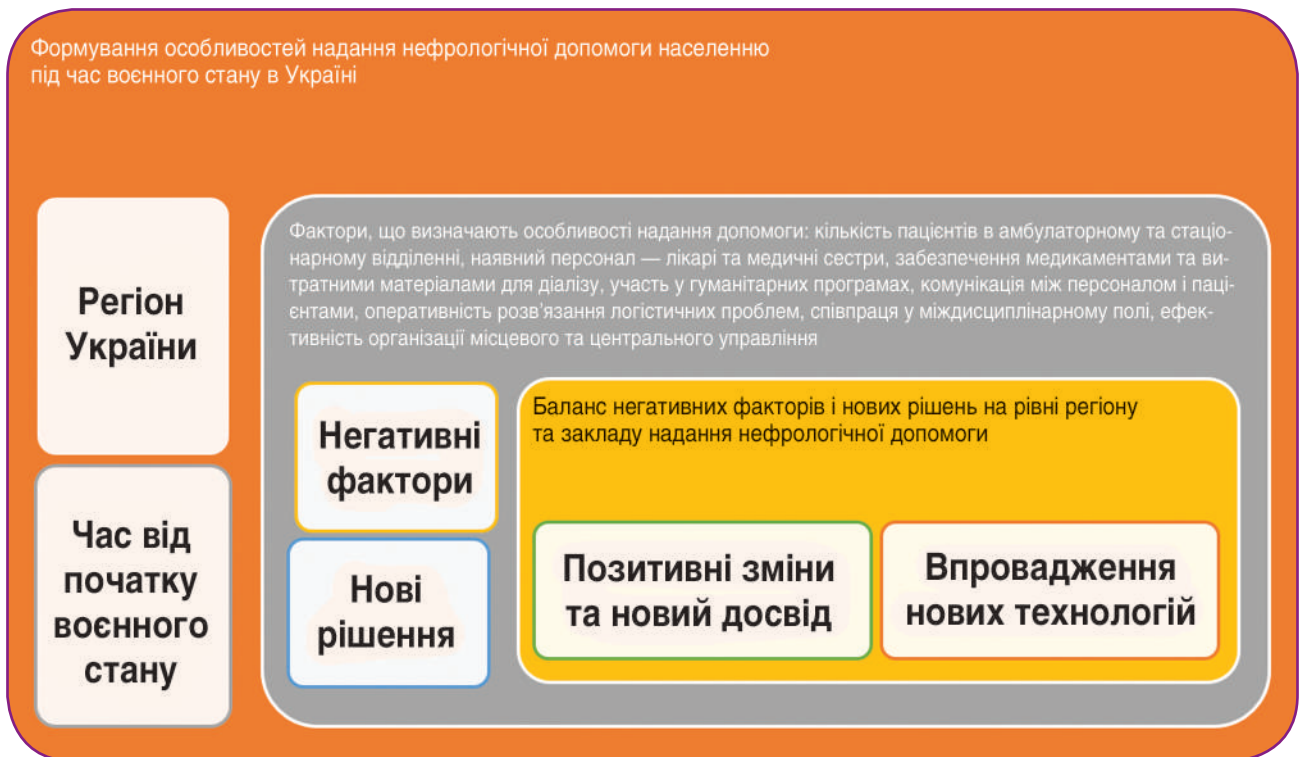 Формування особливостей надання нефрологічної допомоги населенню
під час воєнного стану в Україні
Регіон
України
Час від
початку
воєнного
стану
Фактори, що визначають особливості надання допомоги: кількість пацієнтів в амбулаторному та стаціо-
нарному відділенні, наявний персонал — лікарі та медичні сестри, забезпечення медикаментами та ви-
тратними матеріалами для діалізу, участь у гуманітарних програмах, комунікація між персоналом і паці-
єнтами, оперативність розв'язання логістичних проблем, співпраця у міждисциплінарному полі, ефек-
тивність організації місцевого та центрального управління
Негативні
фактори
Нові
рішення
Баланс негативних факторів і нових рішень на рівні регіону
та закладу надання нефрологічної допомоги
Позитивні зміни
та новий досвід
Впровадження
нових технологій